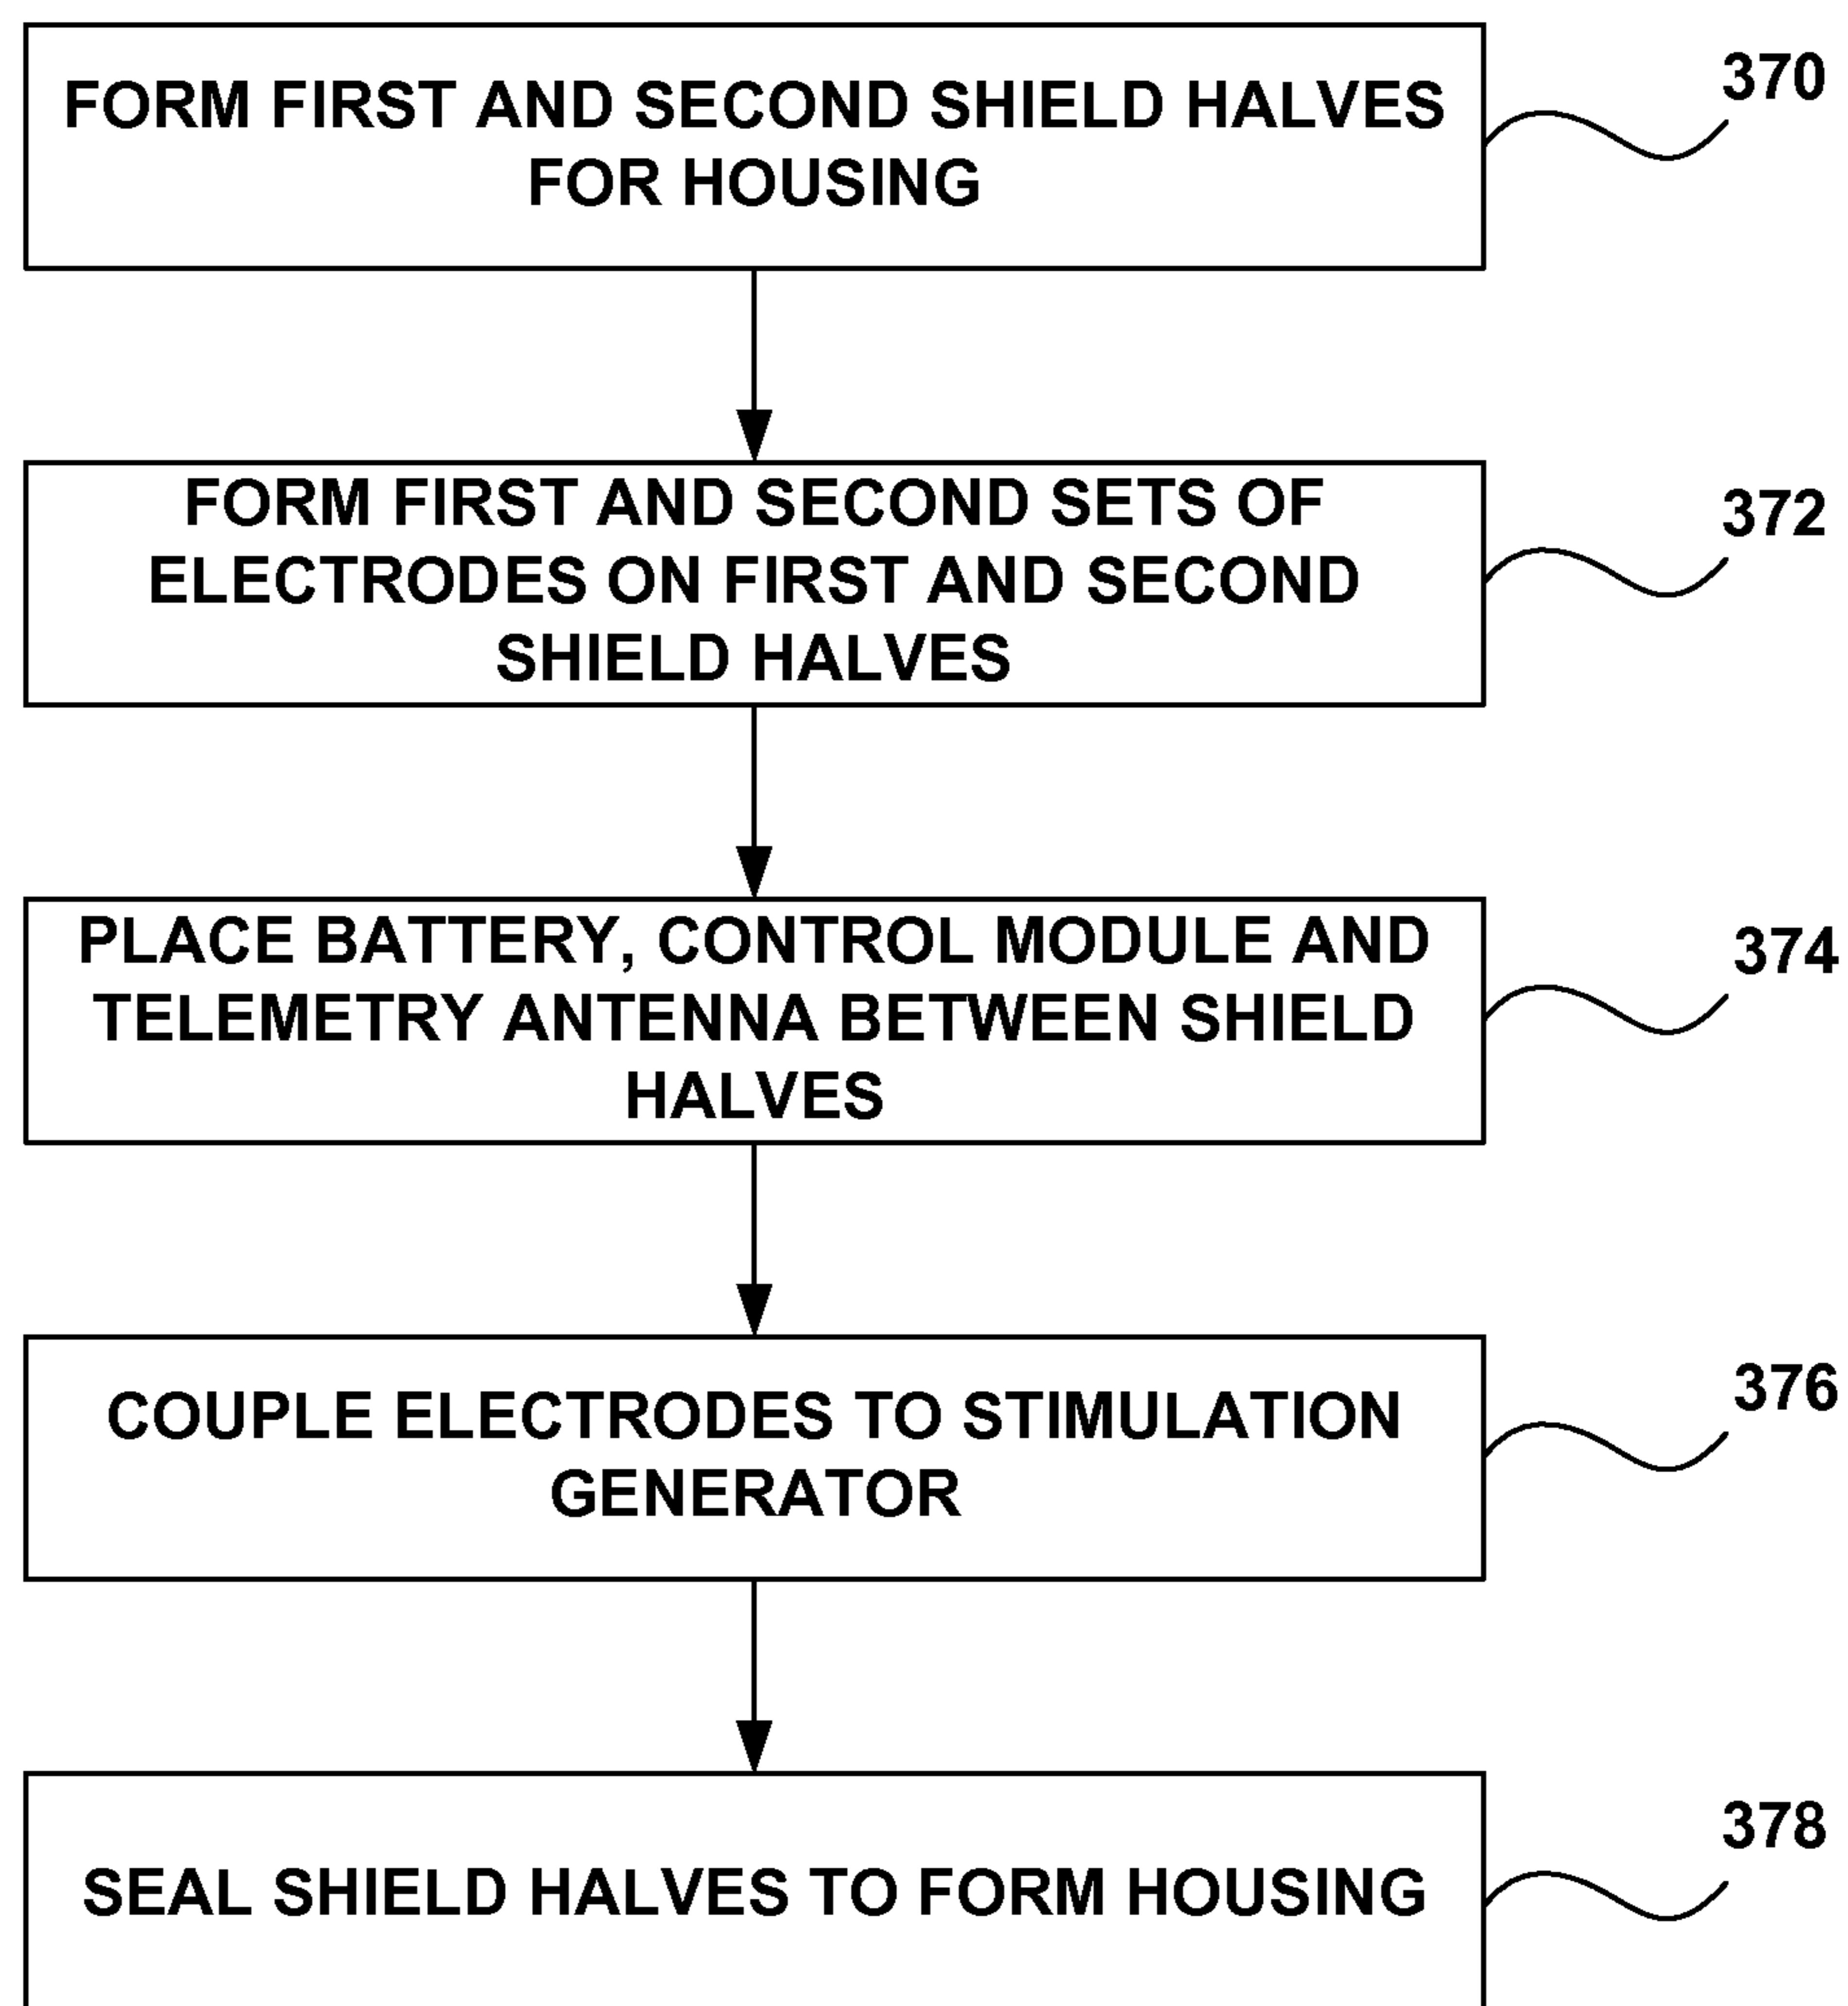 FORM FIRST AND SECOND SHIELD HALVES
FOR HOUSING
370
FORM FIRST AND SECOND SETS OF
ELECTRODES ON FIRST AND SECOND
SHIELD HALVES
372
PLACE BATTERY, CONTROL MODULE AND
TELEMETRY ANTENNA BETWEEN SHIELD
HALVES
374
COUPLE ELECTRODES TO STIMULATION
GENERATOR
376
SEAL SHIELD HALVES TO FORM HOUSING
378